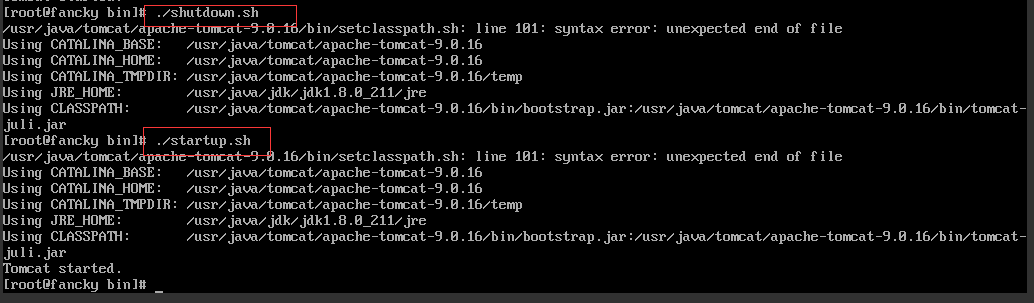 [root@fancky bin]# ./shutdown.sh
/usr/java/tomcat/apache-tomcat-9.0.16/bin/setclasspath.sh: line 101: syntax error: unexpected end of file
Using CATALINA_BASE:   /usr/java/tomcat/apache-tomcat-9.0.16
Using CATALINA_HOME:   /usr/java/tomcat/apache-tomcat-9.0.16
Using CATALINA_TMPDIR: /usr/java/tomcat/apache-tomcat-9.0.16/temp
Using JRE_HOME:        /usr/java/jdk/jdk1.8.0_211/jre
Using CLASSPATH:       /usr/java/tomcat/apache-tomcat-9.0.16/bin/bootstrap.jar:/usr/java/tomcat/apache-tomcat-9.0.16/bin/tomcat-
juli.jar
[root@fancky bin]# ./startup.sh
/usr/java/tomcat/apache-tomcat-9.0.16/bin/setclasspath.sh: line 101: syntax error: unexpected end of file
Using CATALINA_BASE:   /usr/java/tomcat/apache-tomcat-9.0.16
Using CATALINA_HOME:   /usr/java/tomcat/apache-tomcat-9.0.16
Using CATALINA_TMPDIR: /usr/java/tomcat/apache-tomcat-9.0.16/temp
Using JRE_HOME:        /usr/java/jdk/jdk1.8.0_211/jre
Using CLASSPATH:       /usr/java/tomcat/apache-tomcat-9.0.16/bin/bootstrap.jar:/usr/java/tomcat/apache-tomcat-9.0.16/bin/tomcat-
juli.jar
Tomcat started.
[root@fancky bin]# _